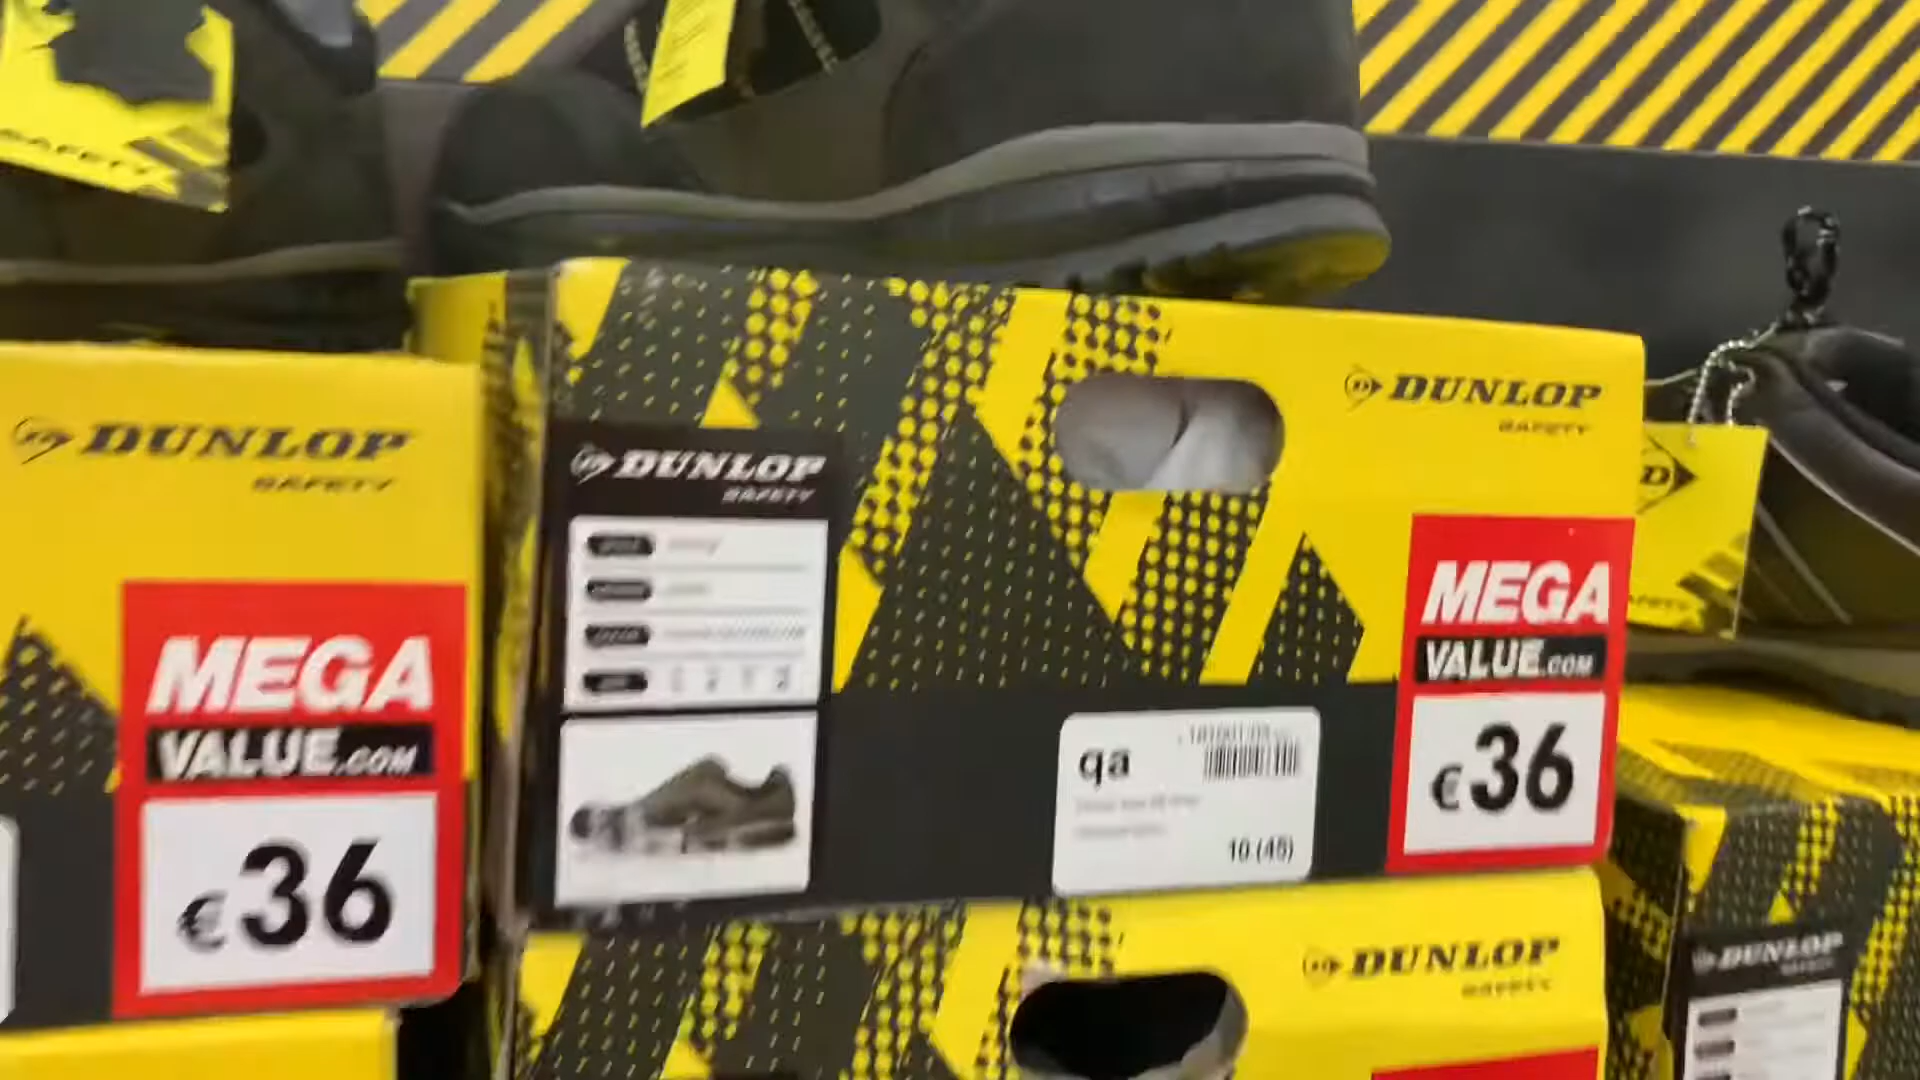 SAFETY
DUNLOP
SAFETY
MEGA
VALUE.COM
€36
DUNLOP
SAFETY
DUNLOP
SAFETY
MEGA
VALUE.COM
€36
qa
10 (45)
D
DUNLOP
SAFETY
DUNLOP